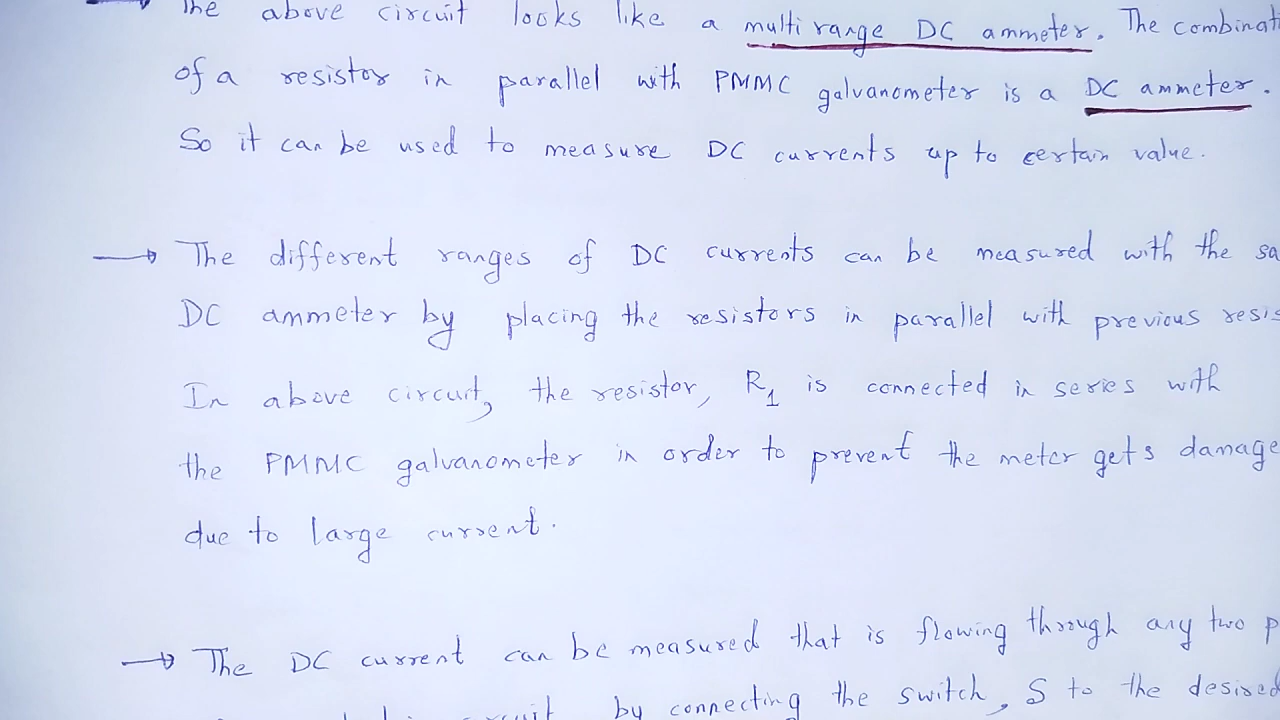 The above circuit looks like a multi range DC ammeter. The combinat
of a resistor in parallel with PMMC galvanometer is a DC ammeter.
So it can be used to measure DC currents up to certain value.
The different ranges of DC currents can be measured with the sa
DC ammeter by placing the resistors in parallel with previous resis
In above circuit, the resistor, R1 is connected in series with
the PMMC galvanometer in order to prevent the meter gets damage
due to large current.
The DC current can be measured that is flowing through any two p
by connecting the switch, S to the desired